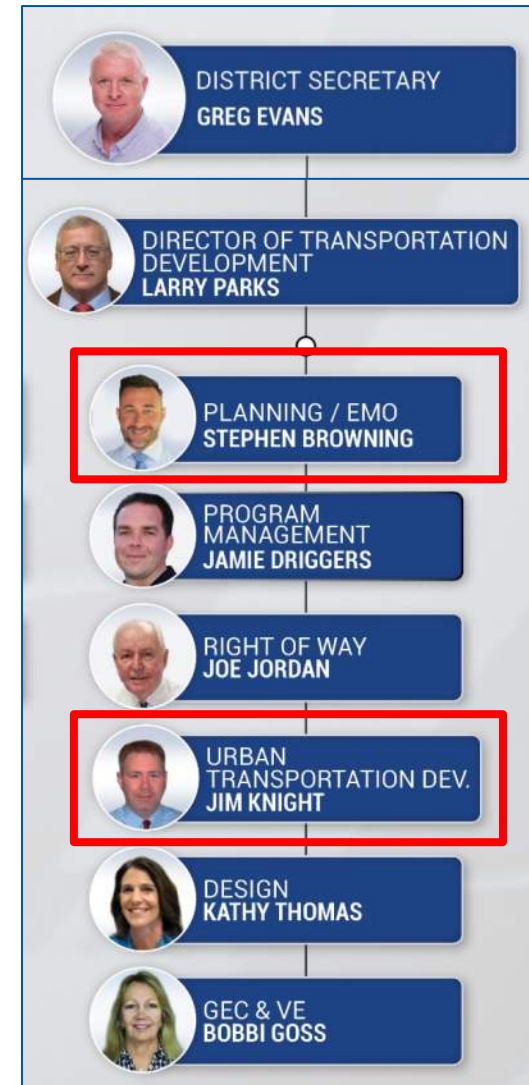 DISTRICT SECRETARY
GREG EVANS
DIRECTOR OF TRANSPORTATION
DEVELOPMENT
LARRY PARKS
PLANNING / EMO
STEPHEN BROWNING
PROGRAM
MANAGEMENT
JAMIE DRIGGERS
RIGHT OF WAY
JOE JORDAN
URBAN
TRANSPORTATION DEV.
JIM KNIGHT
DESIGN
KATHY THOMAS
GEC & VE
BOBBI GOSS